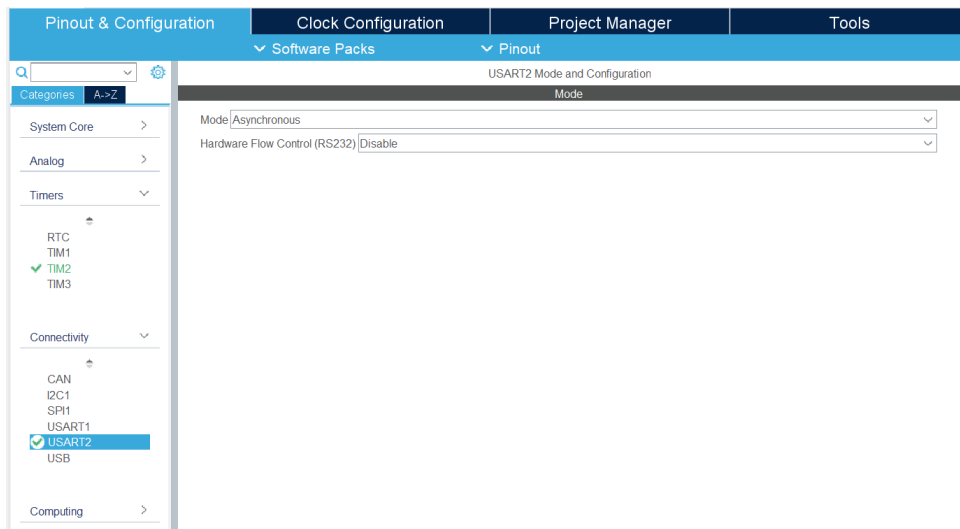 Pinout & Configuration
Clock Configuration
Project Manager
Tools
Software Packs
Pinout
USART2 Mode and Configuration
Categories
A->Z
Mode
System Core
Analog
Timers
RTC
TIM1
TIM2
TIM3
Connectivity
CAN
I2C1
SPI1
USART1
USART2
USB
Computing
Mode Asynchronous
Hardware Flow Control (RS232) Disable